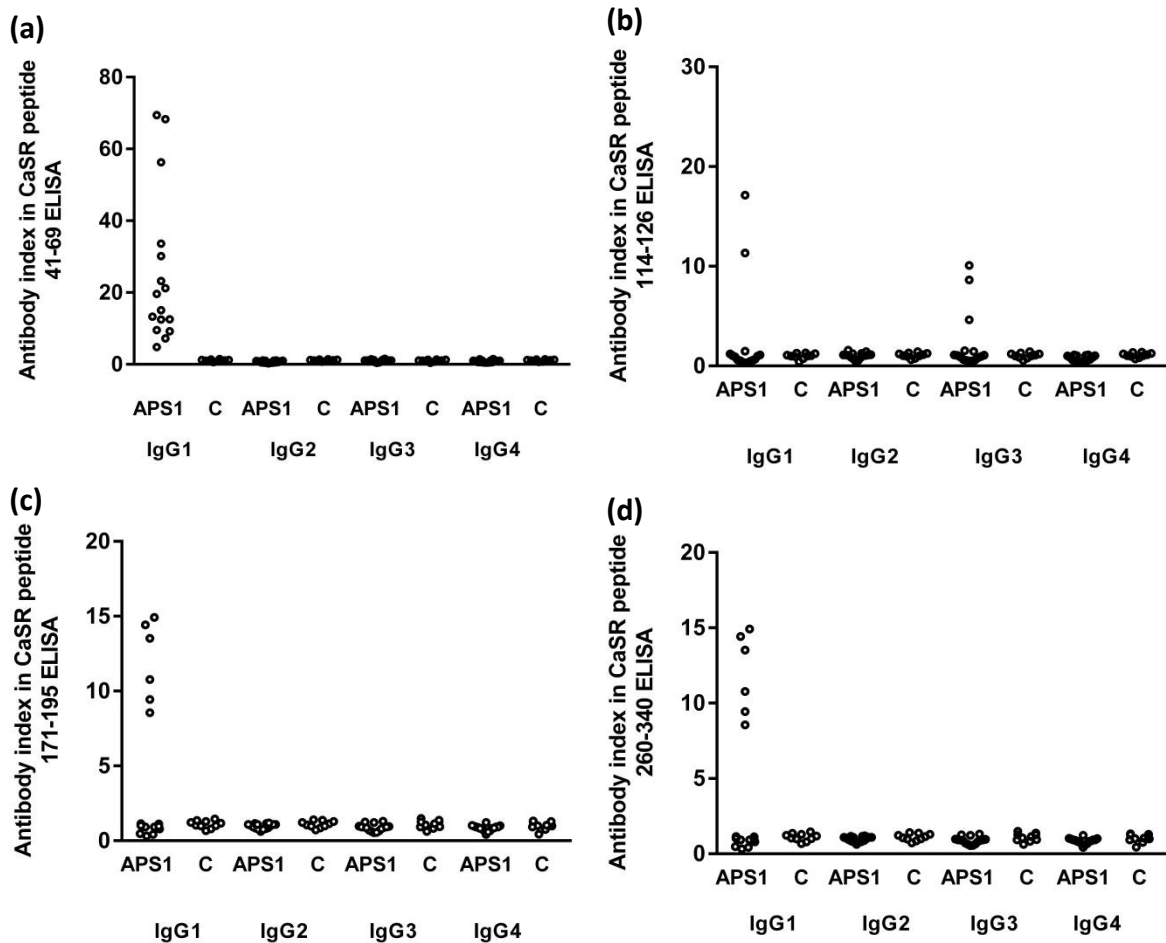 (a)
Antibody index in CaSR peptide
41-69 ELISA
80
60
40
20
0
APS1 C APS1 C APS1 C APS1 C
IgG1 IgG2 IgG3 IgG4
(b)
Antibody index in CaSR peptide
114-126 ELISA
30
20
10
0
APS1 C APS1 C APS1 C APS1 C
IgG1 IgG2 IgG3 IgG4
(c)
Antibody index in CaSR peptide
171-195 ELISA
20
15
10
5
0
APS1 C APS1 C APS1 C APS1 C
IgG1 IgG2 IgG3 IgG4
(d)
Antibody index in CaSR peptide
260-340 ELISA
20
15
10
5
0
APS1 C APS1 C APS1 C APS1 C
IgG1 IgG2 IgG3 IgG4